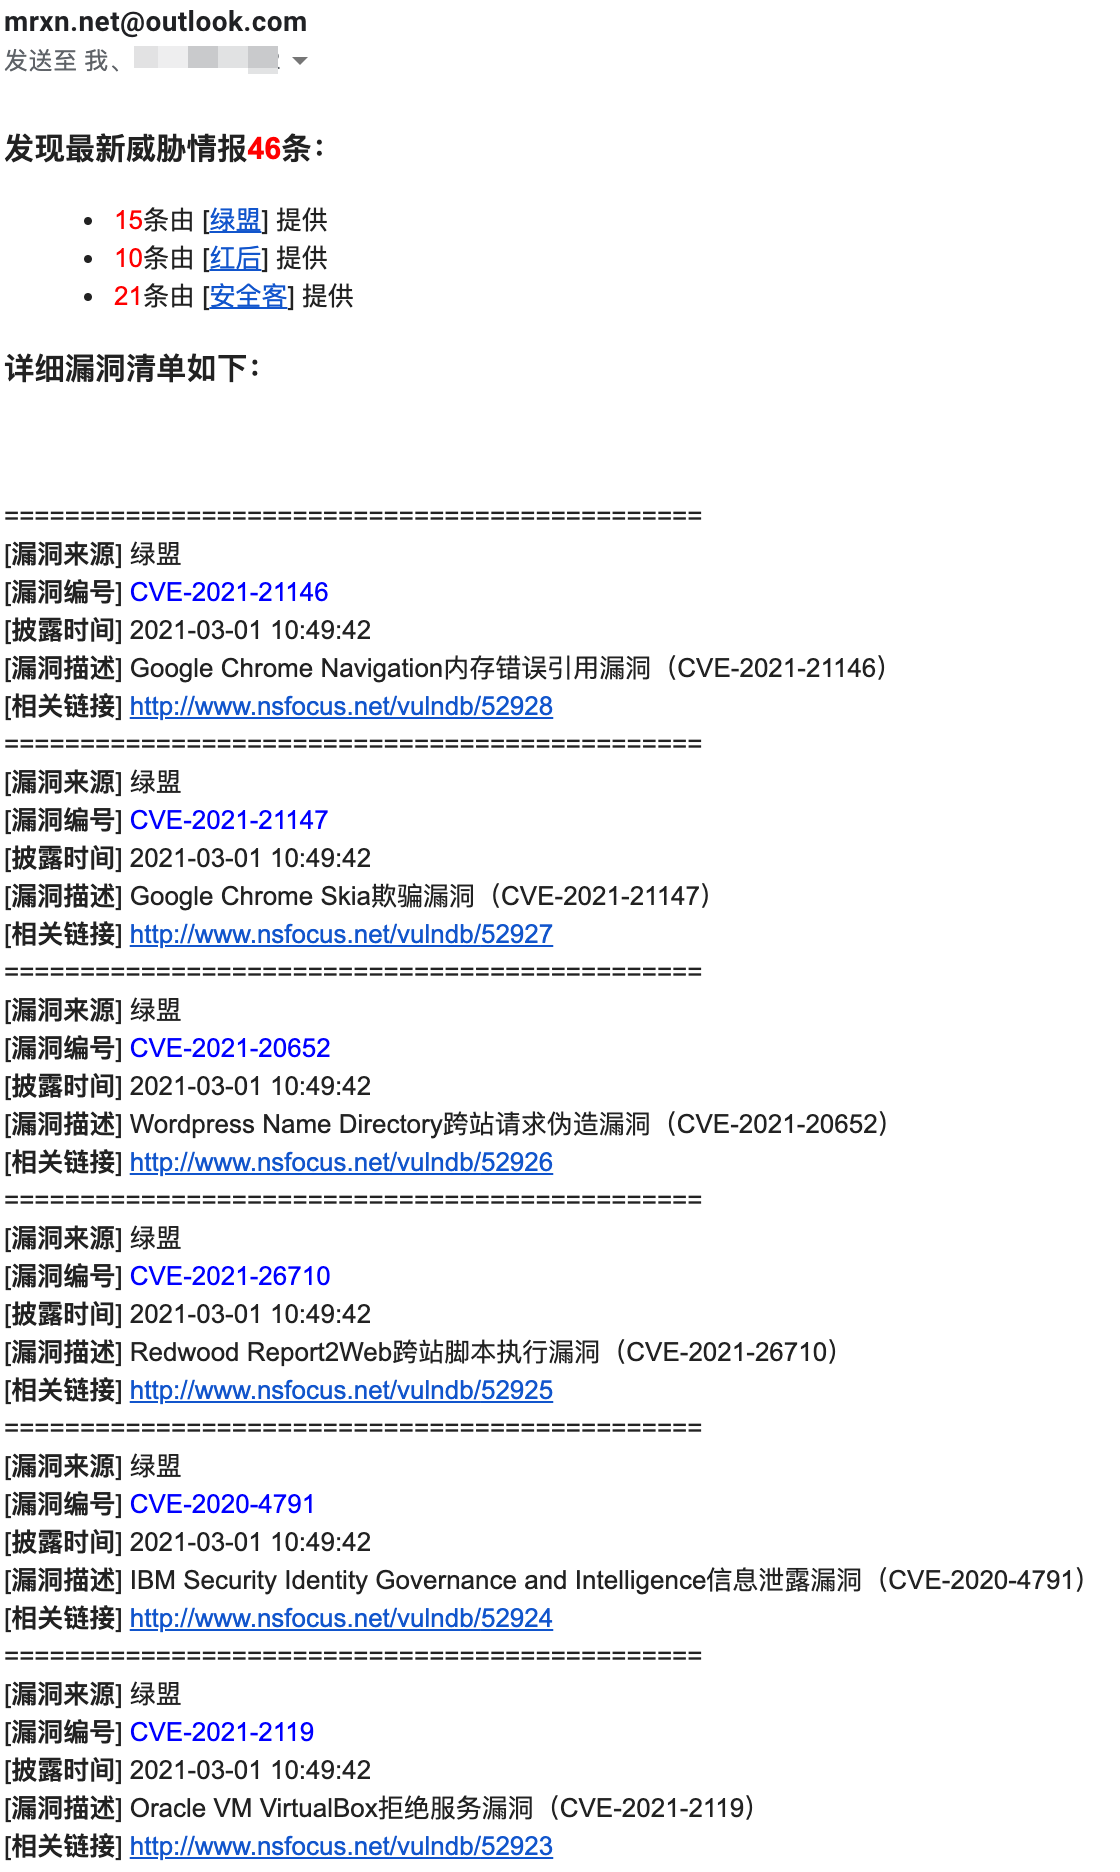 mrxn.net@outlook.com
发送至 我、
发现最新威胁情报46条：
• 15条由 [绿盟] 提供
• 10条由 [红后] 提供
• 21条由 [安全客] 提供
详细漏洞清单如下：
==============================================
[漏洞来源] 绿盟
[漏洞编号] CVE-2021-21146
[披露时间] 2021-03-01 10:49:42
[漏洞描述] Google Chrome Navigation内存错误引用漏洞（CVE-2021-21146）
[相关链接] http://www.nsfocus.net/vulndb/52928
==============================================
[漏洞来源] 绿盟
[漏洞编号] CVE-2021-21147
[披露时间] 2021-03-01 10:49:42
[漏洞描述] Google Chrome Skia欺骗漏洞（CVE-2021-21147）
[相关链接] http://www.nsfocus.net/vulndb/52927
==============================================
[漏洞来源] 绿盟
[漏洞编号] CVE-2021-20652
[披露时间] 2021-03-01 10:49:42
[漏洞描述] Wordpress Name Directory跨站请求伪造漏洞（CVE-2021-20652）
[相关链接] http://www.nsfocus.net/vulndb/52926
==============================================
[漏洞来源] 绿盟
[漏洞编号] CVE-2021-26710
[披露时间] 2021-03-01 10:49:42
[漏洞描述] Redwood Report2Web跨站脚本执行漏洞（CVE-2021-26710）
[相关链接] http://www.nsfocus.net/vulndb/52925
==============================================
[漏洞来源] 绿盟
[漏洞编号] CVE-2020-4791
[披露时间] 2021-03-01 10:49:42
[漏洞描述] IBM Security Identity Governance and Intelligence信息泄露漏洞（CVE-2020-4791）
[相关链接] http://www.nsfocus.net/vulndb/52924
==============================================
[漏洞来源] 绿盟
[漏洞编号] CVE-2021-2119
[披露时间] 2021-03-01 10:49:42
[漏洞描述] Oracle VM VirtualBox拒绝服务漏洞（CVE-2021-2119）
[相关链接] http://www.nsfocus.net/vulndb/52923